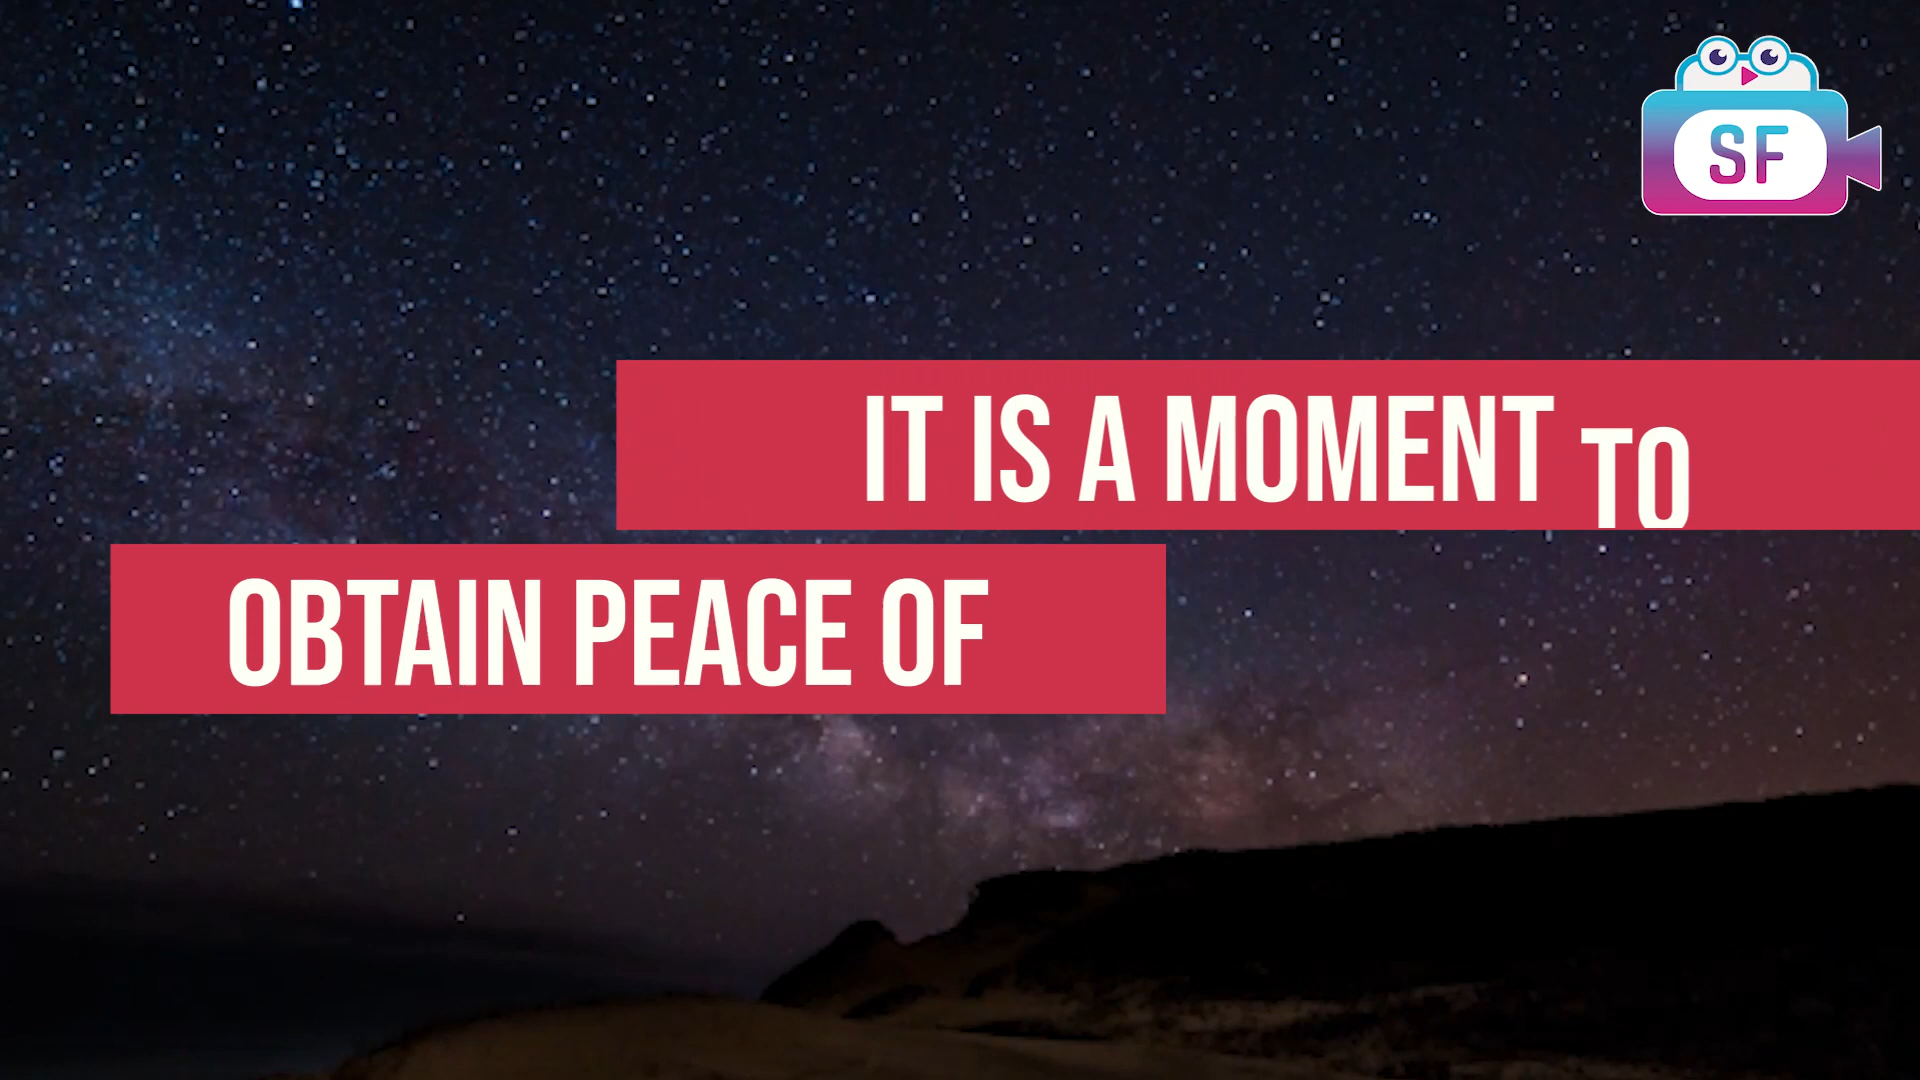 SF
IT IS A MOMENT TO
OBTAIN PEACE OF